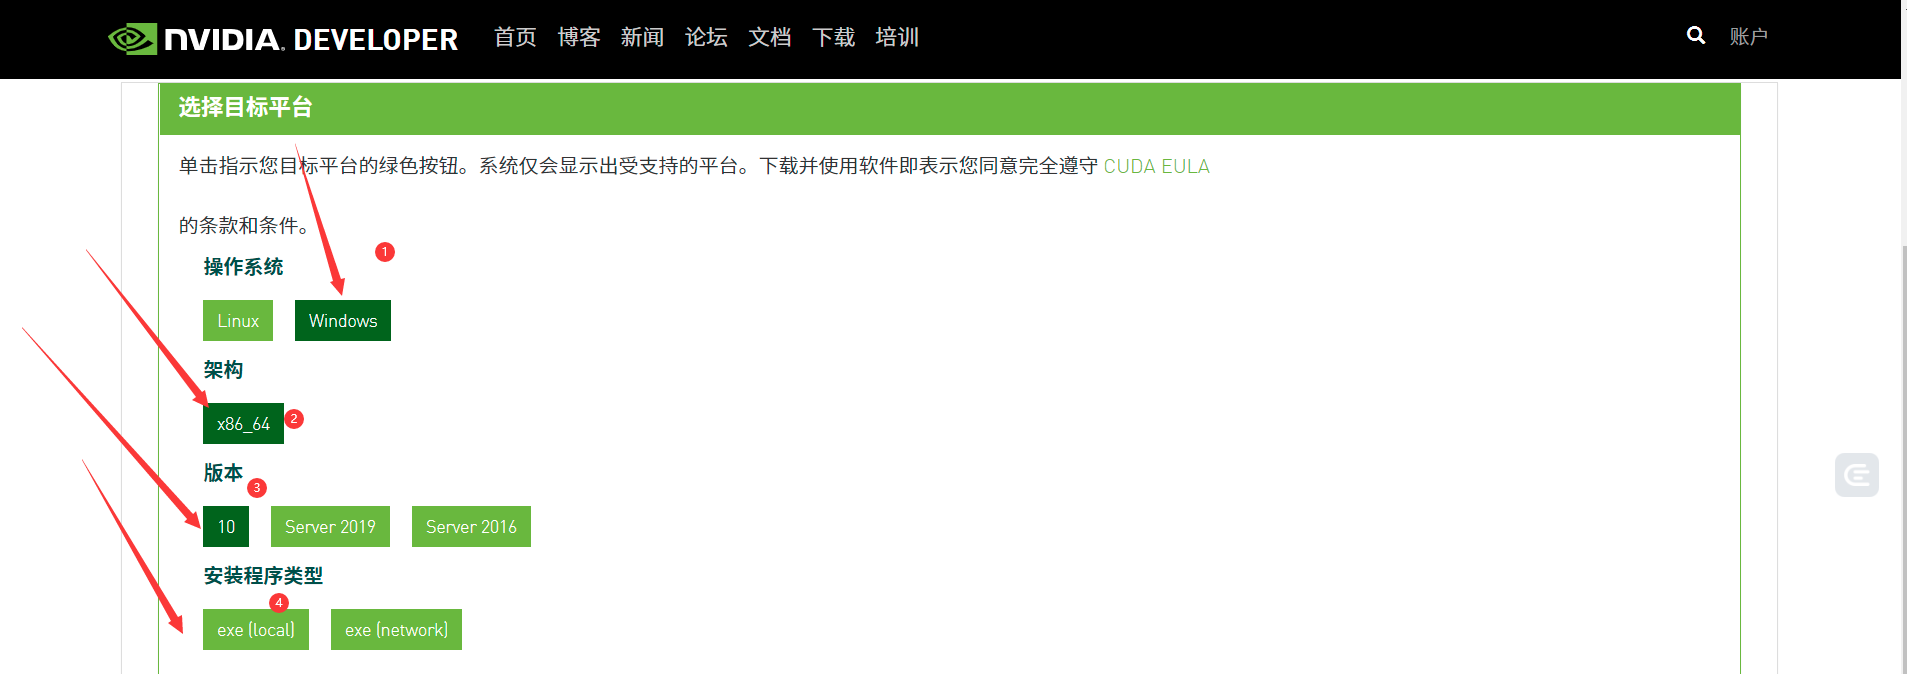 NVIDIA. DEVELOPER 首页 博客 新闻 论坛 文档 下载 培训 账户
选择目标平台
单击指示您目标平台的绿色按钮。系统仅会显示出受支持的平台。下载并使用软件即表示您同意完全遵守 CUDA EULA
的条款和条件。
1
操作系统
Linux Windows
架构
x86_64 2
版本
3
10 Server 2019 Server 2016
安装程序类型
4
exe (local) exe (network)